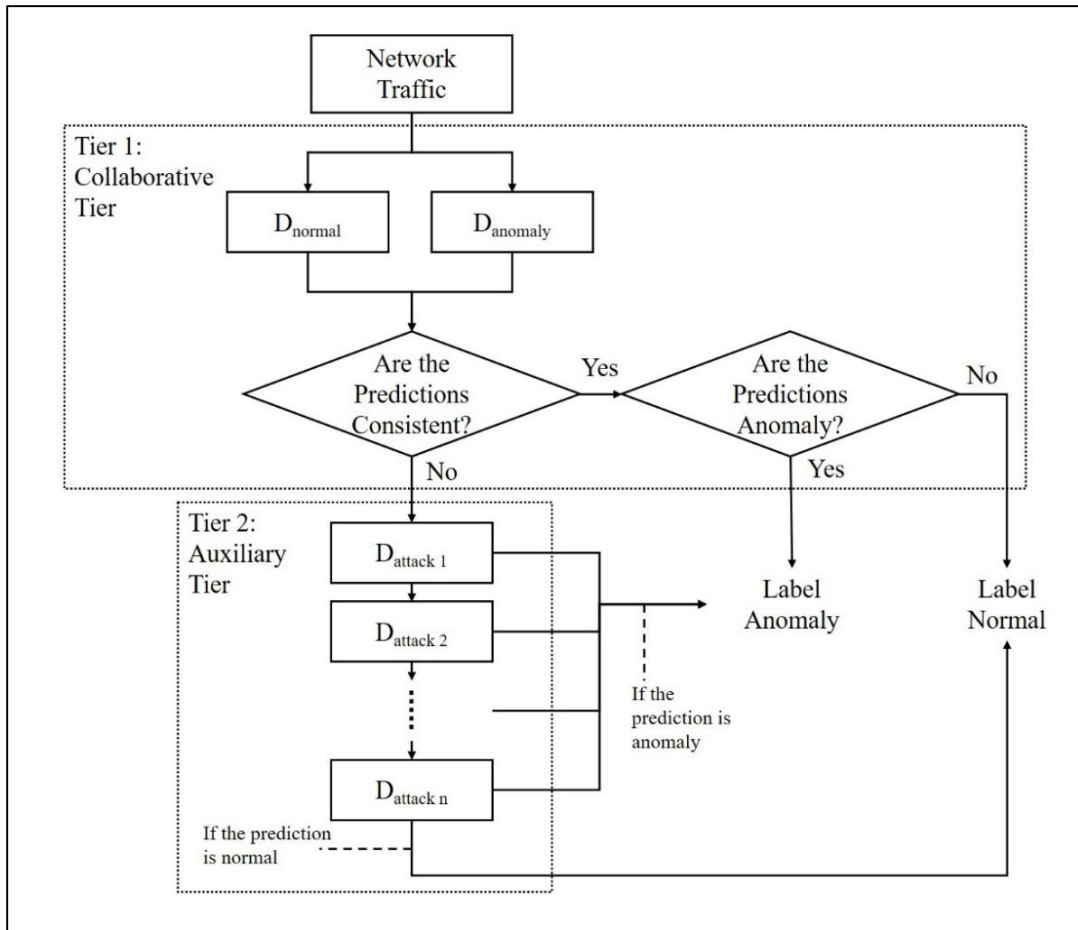 Network
Traffic
Tier 1:
Collaborative
Tier
Dnormal
Danomaly
Are the
Predictions
Consistent?
Yes
Are the
Predictions
Anomaly?
No
No
Yes
Tier 2:
Auxiliary
Tier
Dattack 1
Dattack 2
Dattack n
Label
Anomaly
Label
Normal
If the
prediction is
anomaly
If the prediction
is normal